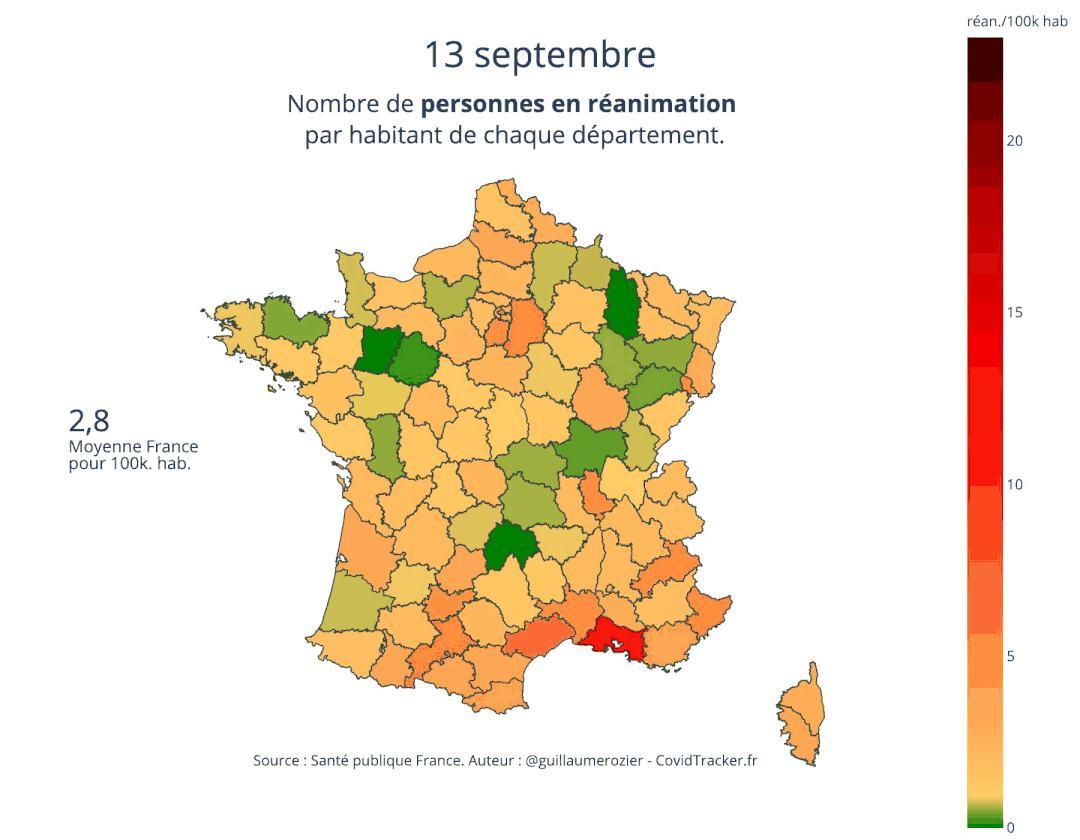 réan./100k hab
13 septembre
Nombre de personnes en réanimation
par habitant de chaque département.
20
15
10
5
0
2,8
Moyenne France
pour 100k. hab.
Source : Santé publique France. Auteur : @guillaumerozier - CovidTracker.fr